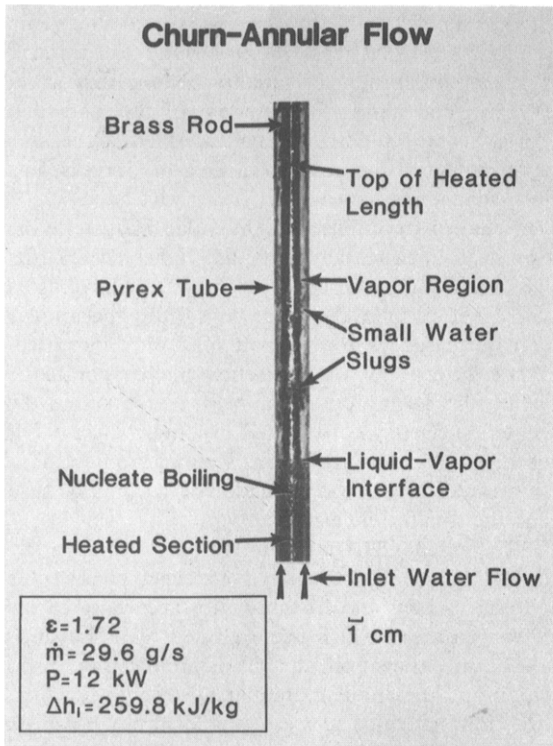 Churn-Annular Flow
Brass Rod
Top of Heated
Length
Pyrex Tube
Vapor Region
Small Water
Slugs
Liquid-Vapor
Interface
Nucleate Boiling
Heated Section
Inlet Water Flow
ε=1.72
ṁ=29.6 g/s
P=12 kW
Δhᵢ=259.8 kJ/kg
1 cm